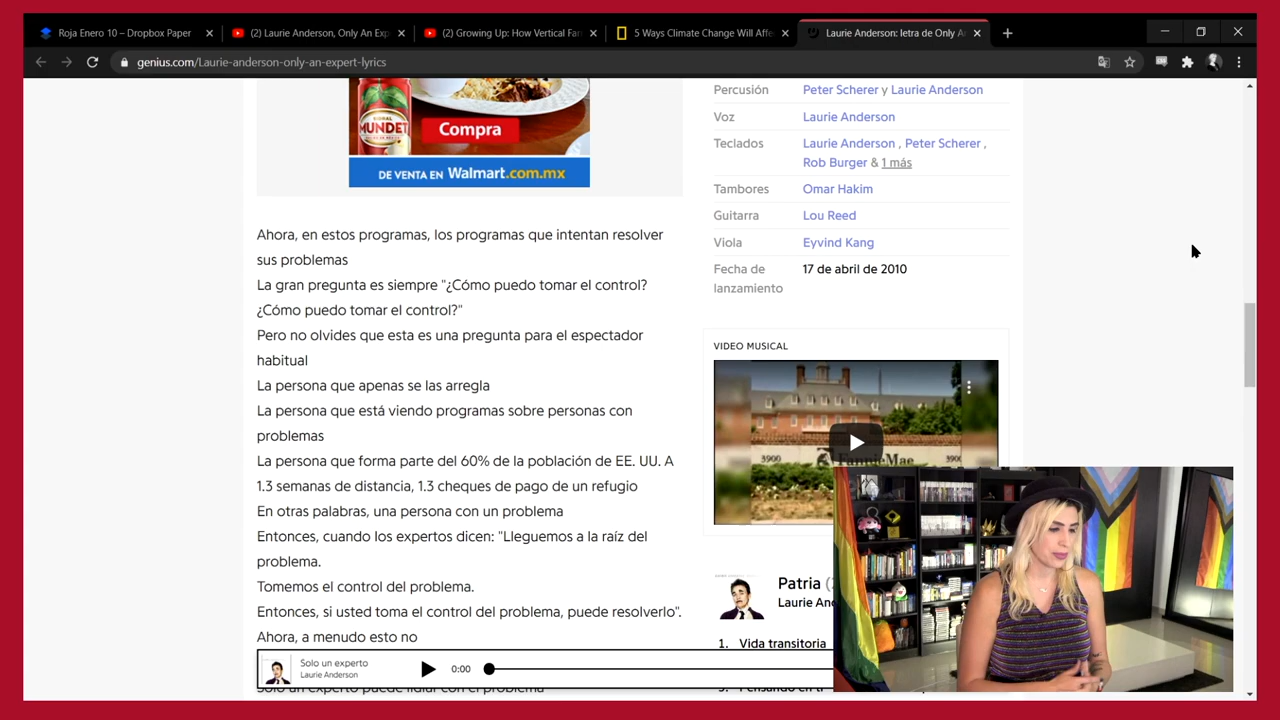 Roja Enero 10 – Dropbox Paper
(2) Laurie Anderson, Only An Exp
(2) Growing Up: How Vertical Far
5 Ways Climate Change Will Affe
Laurie Anderson: letra de Only A
genius.com/Laurie-anderson-only-an-expert-lyrics
MUNDET
Compra
DE VENTA EN Walmart.com.mx
Ahora, en estos programas, los programas que intentan resolver
sus problemas
La gran pregunta es siempre "¿Cómo puedo tomar el control?
¿Cómo puedo tomar el control?"
Pero no olvides que esta es una pregunta para el espectador
habitual
La persona que apenas se las arregla
La persona que está viendo programas sobre personas con
problemas
La persona que forma parte del 60% de la población de EE. UU. A
1.3 semanas de distancia, 1.3 cheques de pago de un refugio
En otras palabras, una persona con un problema
Entonces, cuando los expertos dicen: "Lleguemos a la raíz del
problema.
Tomemos el control del problema.
Entonces, si usted toma el control del problema, puede resolverlo".
Ahora, a menudo esto no
Solo un experto puede lidiar con el problema
Percusión Peter Scherer y Laurie Anderson
Voz Laurie Anderson
Teclados Laurie Anderson , Peter Scherer ,
Rob Burger & 1 más
Tambores Omar Hakim
Guitarra Lou Reed
Viola Eyvind Kang
Fecha de 17 de abril de 2010
lanzamiento
VIDEO MUSICAL
3900 FannieMae 3900
Patria
Laurie And
1. Vida transitoria
Solo un experto
Laurie Anderson
0:00